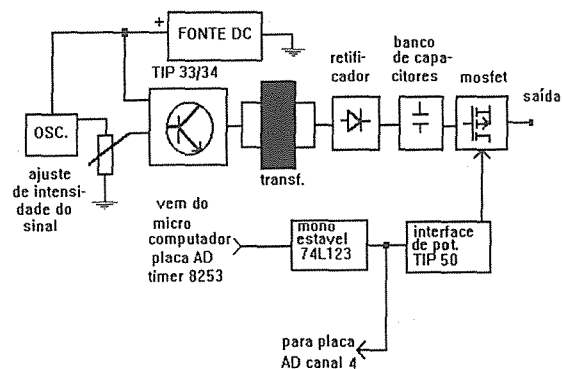 +
FONTE DC
TIP 33/34
OSC.
ajuste
de intensi-
dade do
sinal
transf.
retifi-
cador
banco
de capa-
citores
mosfet
saída
vem do
micro
computador
placa AD
timer 8253
mono
estavel
74L123
interface
de pot.
TIP 50
para placa
AD canal 4